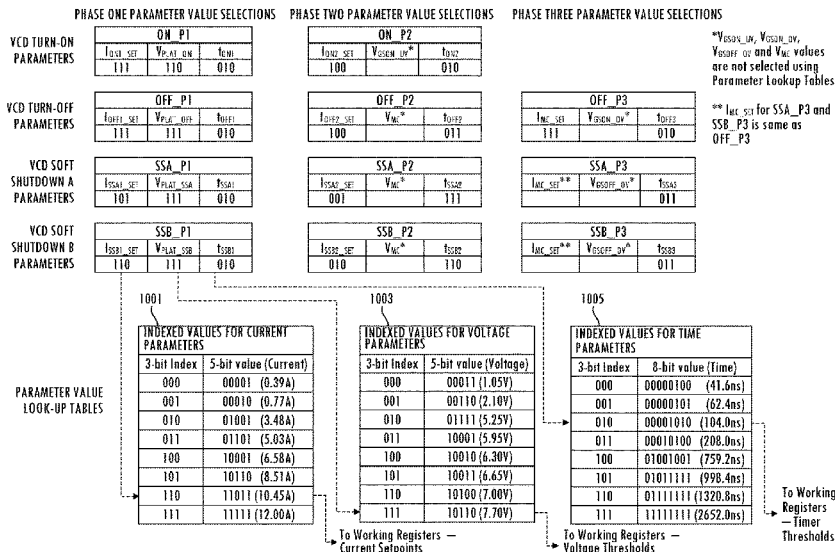 PHASE ONE PARAMETER VALUE SELECTIONS PHASE TWO PARAMETER VALUE SELECTIONS PHASE THREE PARAMETER VALUE SELECTIONS
VCD TURN-ON PARAMETERS
ON_P1
ION1_SET VPLAT_ON tON1
111 110 010
ON_P2
ION2_SET VGSON_UV* tON2
100 010
*VGSON_UV, VGSON_OV,
VGSOFF_OV and VMC values
are not selected using
Parameter Lookup Tables
VCD TURN-OFF PARAMETERS
OFF_P1
IOFF1_SET VPLAT_OFF tOFF1
111 111 010
OFF_P2
IOFF2_SET VMC* tOFF2
100 011
OFF_P3
IMC_SET VGSON_OV* tOFF3
111 010
** IMC_SET for SSA_P3 and
SSB_P3 is same as
OFF_P3
VCD SOFT SHUTDOWN A PARAMETERS
SSA_P1
ISSA1_SET VPLAT_SSA tSSA1
101 111 010
SSA_P2
ISSA2_SET VMC* tSSA2
001 111
SSA_P3
IMC_SET** VGSOFF_OV* tSSA3
011
VCD SOFT SHUTDOWN B PARAMETERS
SSB_P1
ISSB1_SET VPLAT_SSB tSSB1
110 111 010
SSB_P2
ISSB2_SET VMC* tSSB2
010 110
SSB_P3
IMC_SET** VGSOFF_OV* tSSB3
011
PARAMETER VALUE LOOK-UP TABLES
1001
INDEXED VALUES FOR CURRENT
PARAMETERS
3-bit Index 5-bit value (Current)
000 00001 (0.39A)
001 00010 (0.77A)
010 01001 (3.48A)
011 01101 (5.03A)
100 10001 (6.58A)
101 10110 (8.51A)
110 11011 (10.45A)
111 11111 (12.00A)
To Working Registers –
Current Setpoints
1003
INDEXED VALUES FOR VOLTAGE
PARAMETERS
3-bit Index 5-bit value (Voltage)
000 00011 (1.05V)
001 00110 (2.10V)
010 01111 (5.25V)
011 10001 (5.95V)
100 10010 (6.30V)
101 10011 (6.65V)
110 10100 (7.00V)
111 10110 (7.70V)
To Working Registers –
Voltage Thresholds
1005
INDEXED VALUES FOR TIME
PARAMETERS
3-bit Index 8-bit value (Time)
000 00000100 (41.6ns)
001 00000101 (62.4ns)
010 00001010 (104.0ns)
011 00010100 (208.0ns)
100 01001001 (759.2ns)
101 01011111 (998.4ns)
110 01111111 (1320.8ns)
111 11111111 (2652.0ns)
To Working
Registers
– Timer
Thresholds